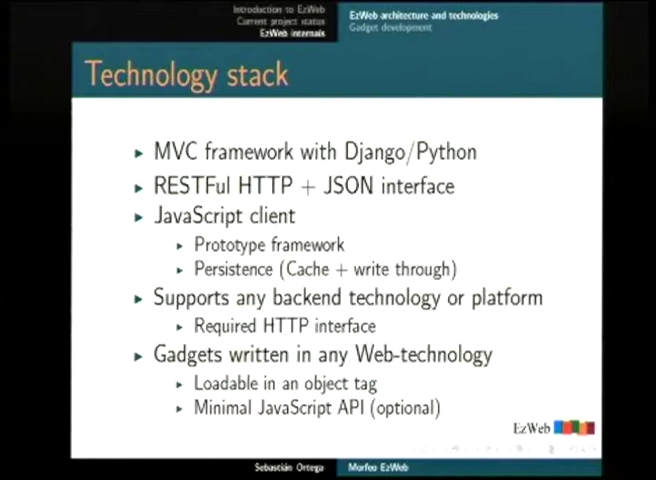 Introduction to EzWeb
Current project status
EzWeb internals
EzWeb architecture and technologies
Gadget development
Technology stack
MVC framework with Django/Python
RESTFul HTTP + JSON interface
JavaScript client
Prototype framework
Persistence (Cache + write through)
Supports any backend technology or platform
Required HTTP interface
Gadgets written in any Web-technology
Loadable in an object tag
Minimal JavaScript API (optional)
EzWeb
Sebastián Ortega
Morfeo EzWeb